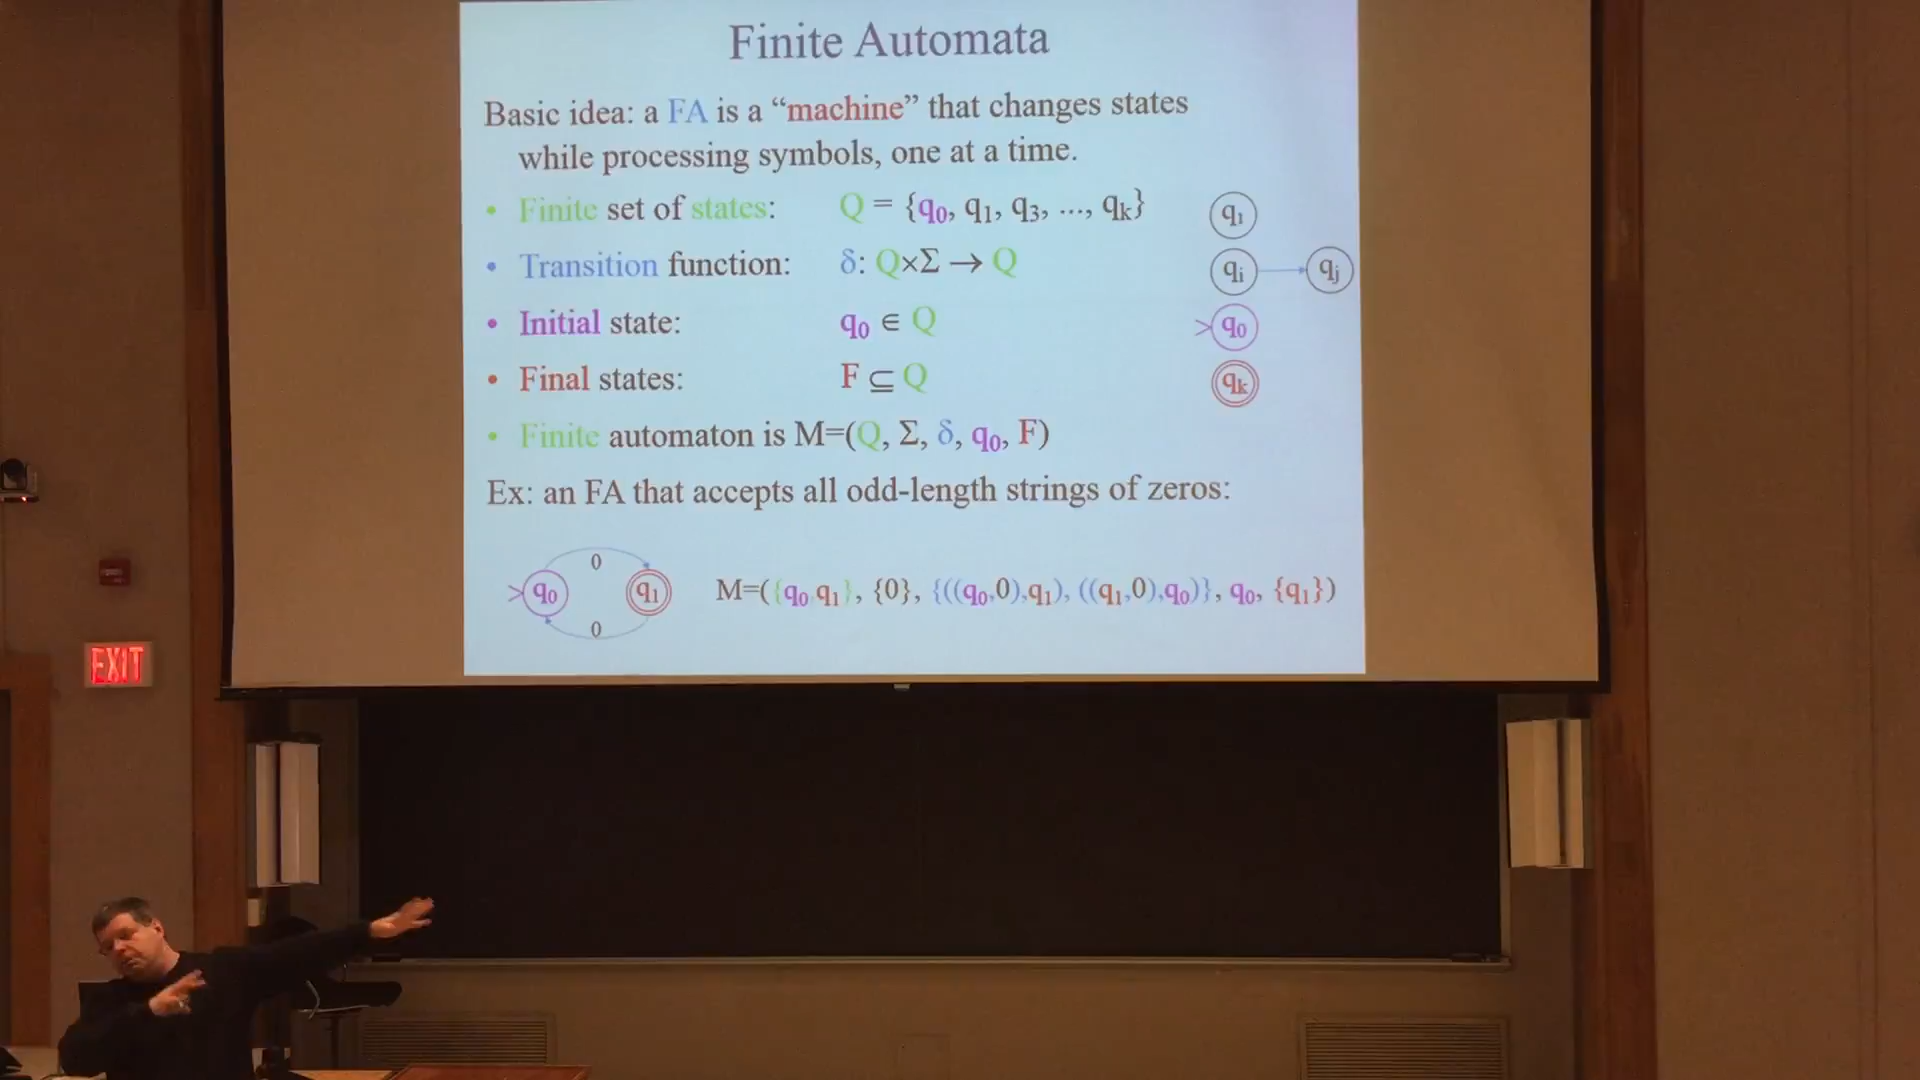 Finite Automata
Basic idea: a FA is a “machine” that changes states
while processing symbols, one at a time.
• Finite set of states: Q = {q₀, q₁, q₃, ..., qₖ} q₁
• Transition function: δ: Q×Σ → Q qᵢ qⱼ
• Initial state: q₀ ∈ Q >q₀
• Final states: F ⊆ Q qₖ
• Finite automaton is M=(Q, Σ, δ, q₀, F)
Ex: an FA that accepts all odd-length strings of zeros:
0
>q₀ q₁ M=({q₀,q₁}, {0}, {((q₀,0),q₁), ((q₁,0),q₀)}, q₀, {q₁})
0
EXIT